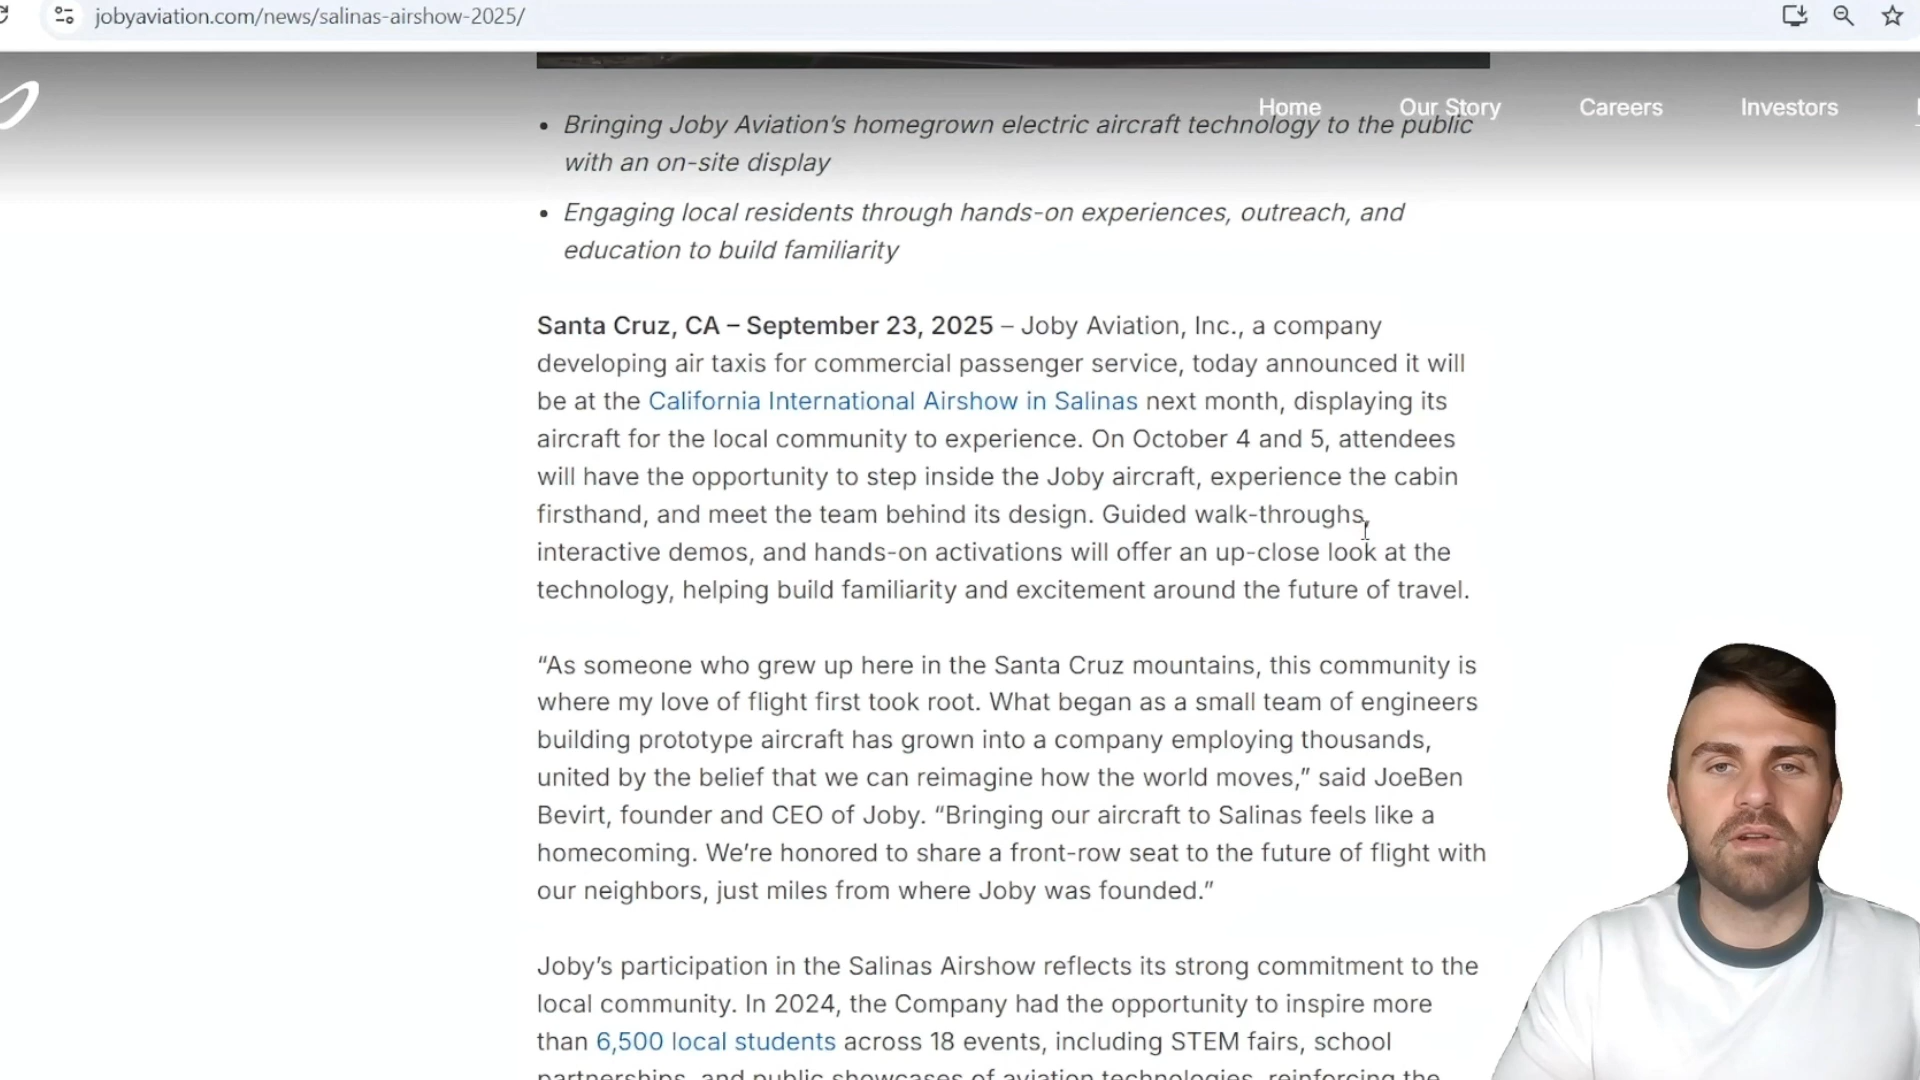 jobyaviation.com/news/salinas-airshow-2025/
Home Our Story Careers Investors
• Bringing Joby Aviation’s homegrown electric aircraft technology to the public
with an on-site display
• Engaging local residents through hands-on experiences, outreach, and
education to build familiarity
Santa Cruz, CA – September 23, 2025 – Joby Aviation, Inc., a company
developing air taxis for commercial passenger service, today announced it will
be at the California International Airshow in Salinas next month, displaying its
aircraft for the local community to experience. On October 4 and 5, attendees
will have the opportunity to step inside the Joby aircraft, experience the cabin
firsthand, and meet the team behind its design. Guided walk-throughs,
interactive demos, and hands-on activations will offer an up-close look at the
technology, helping build familiarity and excitement around the future of travel.
“As someone who grew up here in the Santa Cruz mountains, this community is
where my love of flight first took root. What began as a small team of engineers
building prototype aircraft has grown into a company employing thousands,
united by the belief that we can reimagine how the world moves,” said JoeBen
Bevirt, founder and CEO of Joby. “Bringing our aircraft to Salinas feels like a
homecoming. We’re honored to share a front-row seat to the future of flight with
our neighbors, just miles from where Joby was founded.”
Joby’s participation in the Salinas Airshow reflects its strong commitment to the
local community. In 2024, the Company had the opportunity to inspire more
than 6,500 local students across 18 events, including STEM fairs, school
partnerships, and public showcases of aviation technologies, reinforcing the